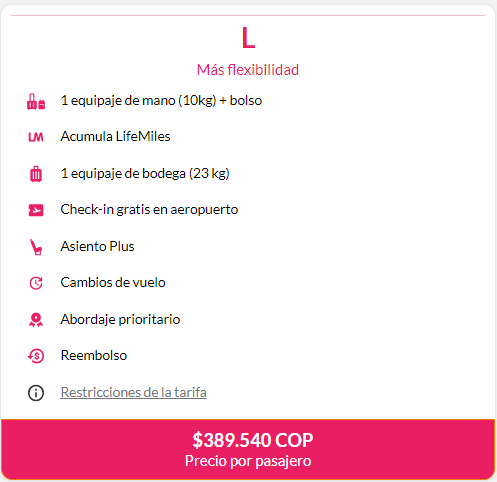 L
Más flexibilidad
1 equipaje de mano (10kg) + bolso
LM
Acumula LifeMiles
1 equipaje de bodega (23 kg)
Check-in gratis en aeropuerto
Asiento Plus
Cambios de vuelo
Abordaje prioritario
Reembolso
Restricciones de la tarifa
$389.540 COP
Precio por pasajero